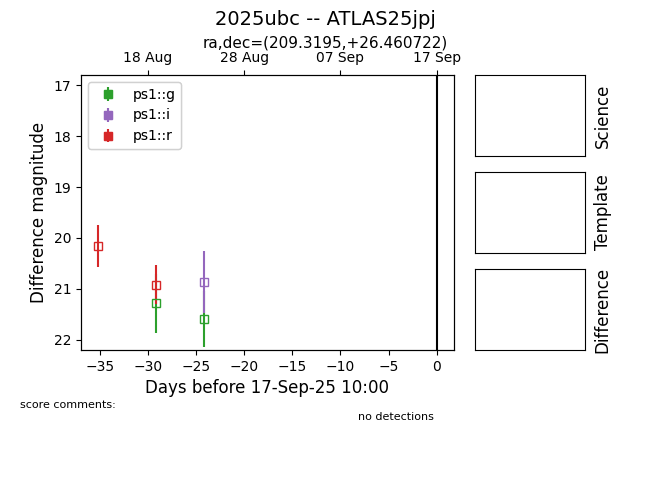 2025ubc -- ATLAS25jpj
ra,dec=(209.3195,+26.460722)
18 Aug 28 Aug 07 Sep 17 Sep
ps1::g
ps1::i
ps1::r
17
18
19
20
21
22
Difference magnitude
−35 −30 −25 −20 −15 −10 −5 0
Days before 17-Sep-25 10:00
Science
Template
Difference
score comments:
no detections